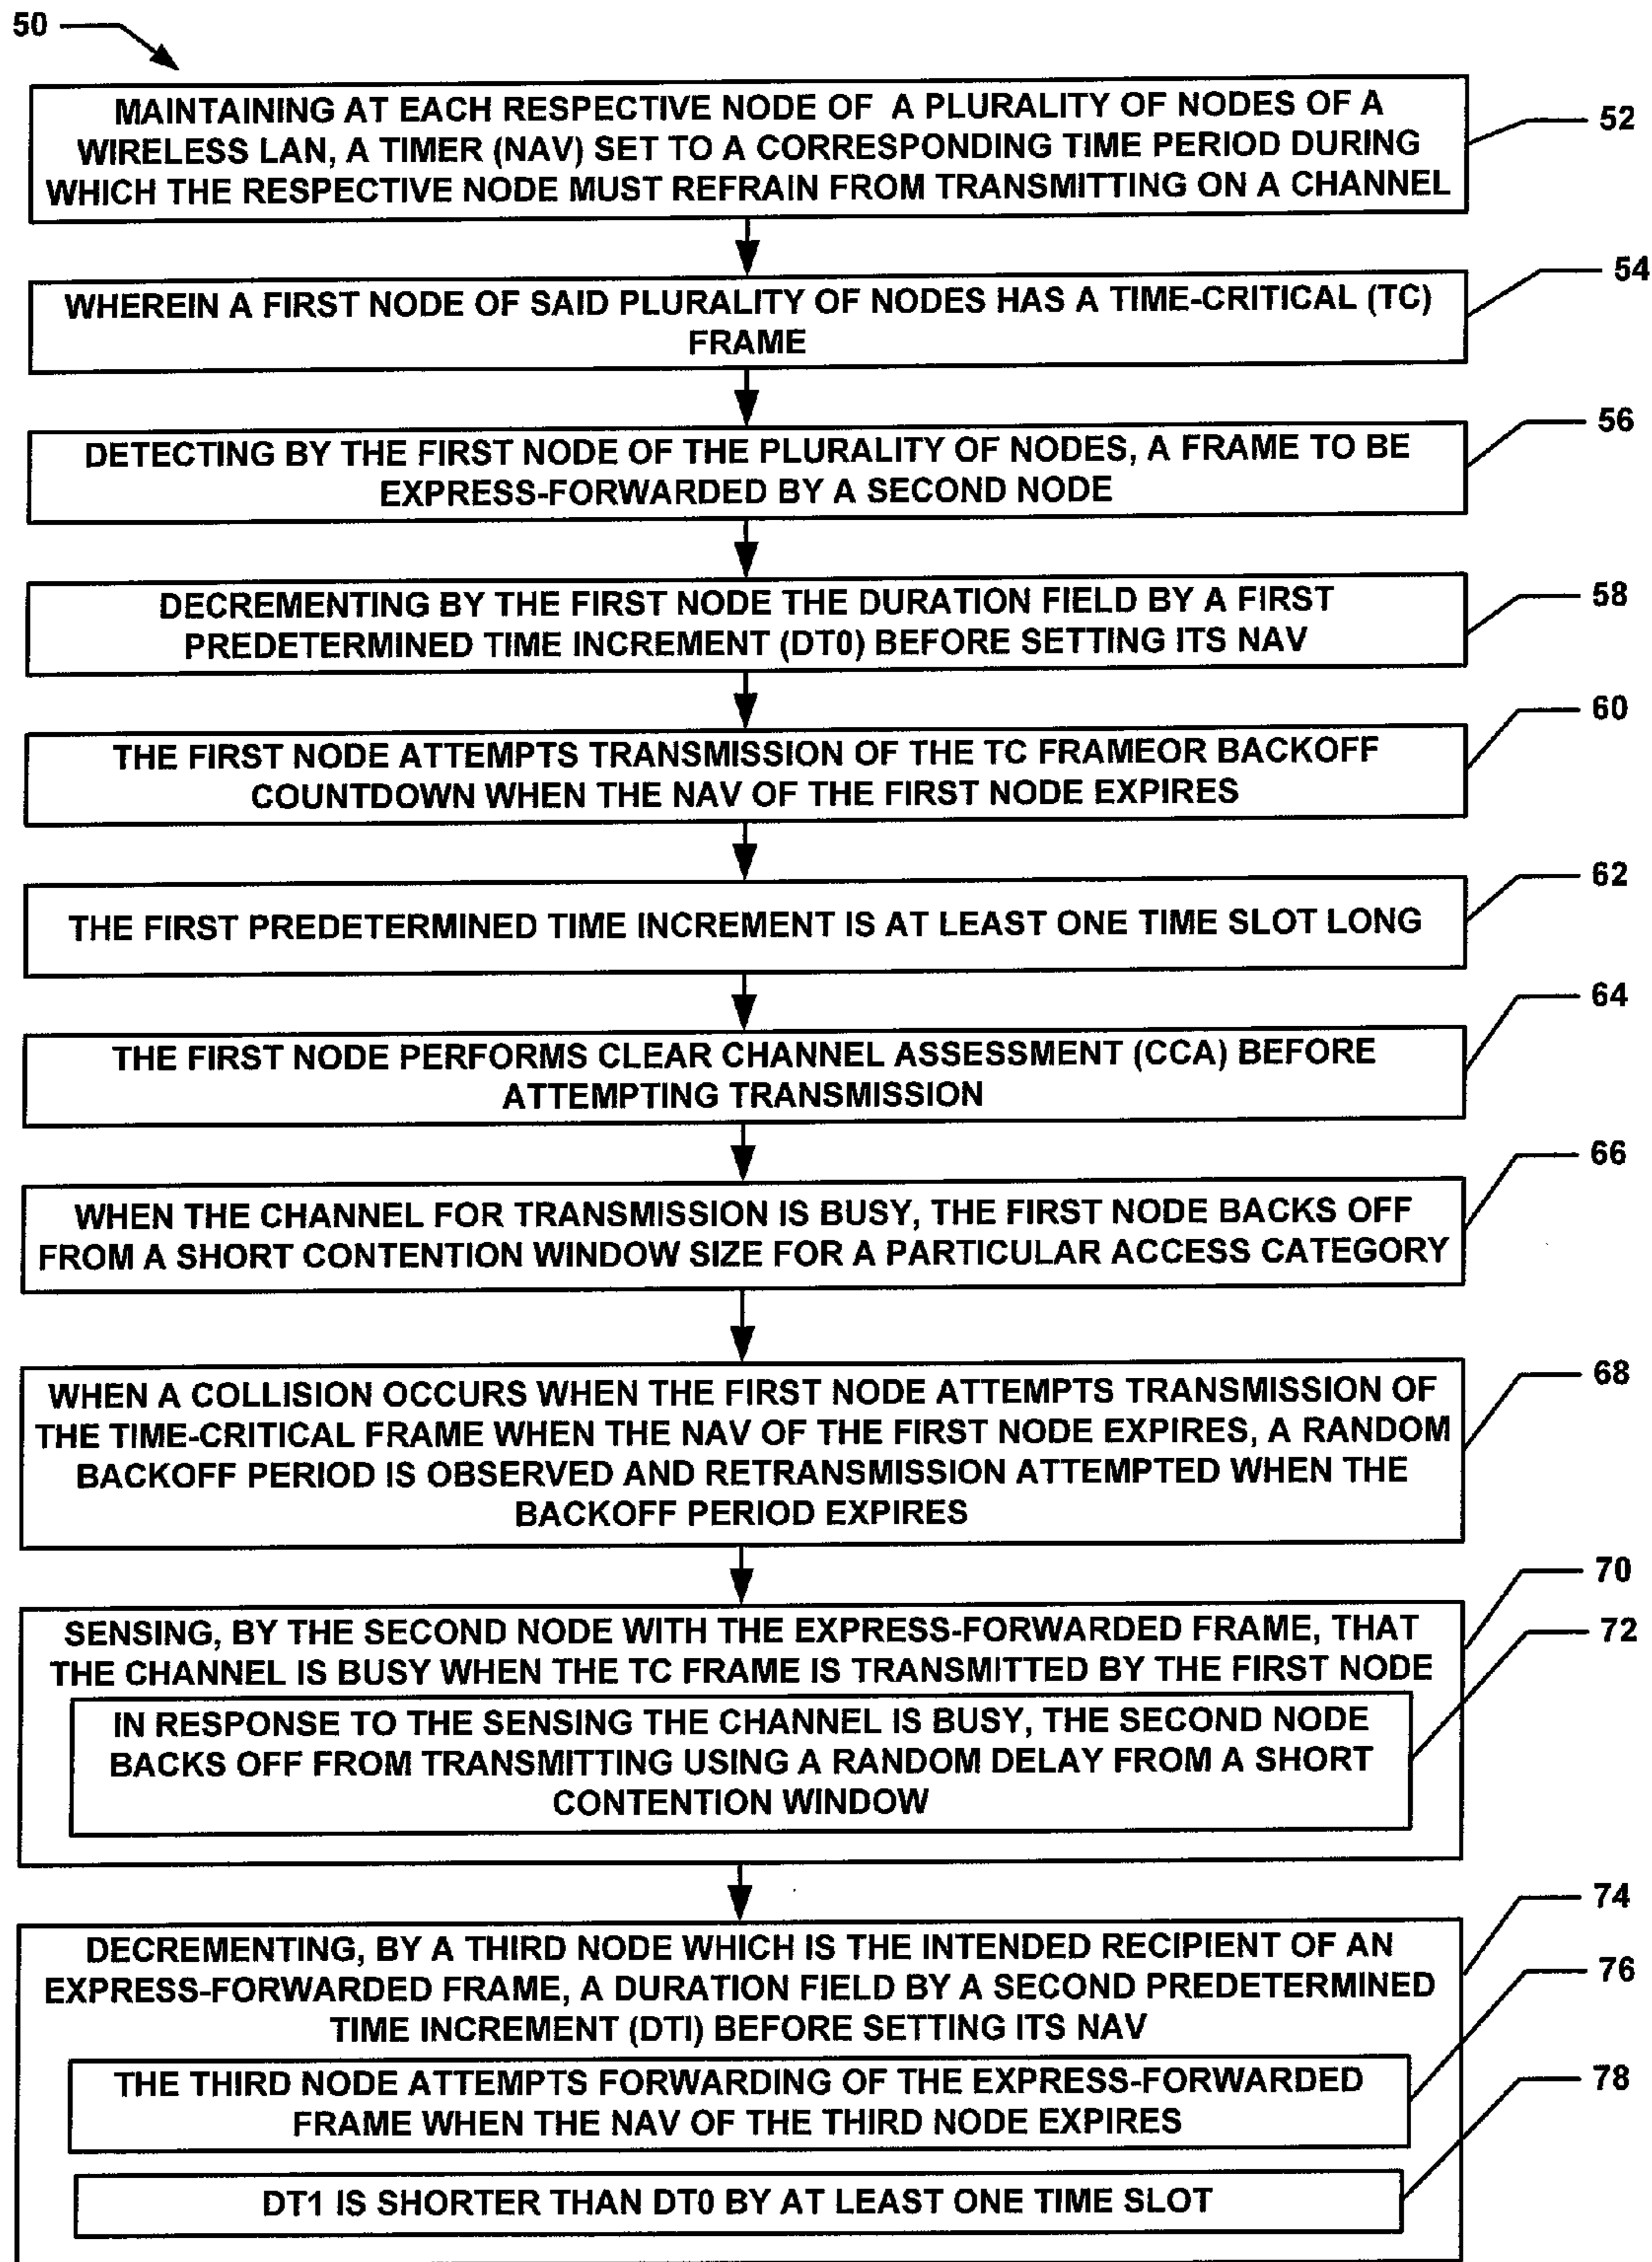 50
MAINTAINING AT EACH RESPECTIVE NODE OF A PLURALITY OF NODES OF A
WIRELESS LAN, A TIMER (NAV) SET TO A CORRESPONDING TIME PERIOD DURING
WHICH THE RESPECTIVE NODE MUST REFRAIN FROM TRANSMITTING ON A CHANNEL
52
WHEREIN A FIRST NODE OF SAID PLURALITY OF NODES HAS A TIME-CRITICAL (TC)
FRAME
54
DETECTING BY THE FIRST NODE OF THE PLURALITY OF NODES, A FRAME TO BE
EXPRESS-FORWARDED BY A SECOND NODE
56
DECREMENTING BY THE FIRST NODE THE DURATION FIELD BY A FIRST
PREDETERMINED TIME INCREMENT (DT0) BEFORE SETTING ITS NAV
58
THE FIRST NODE ATTEMPTS TRANSMISSION OF THE TC FRAMEOR BACKOFF
COUNTDOWN WHEN THE NAV OF THE FIRST NODE EXPIRES
60
THE FIRST PREDETERMINED TIME INCREMENT IS AT LEAST ONE TIME SLOT LONG
62
THE FIRST NODE PERFORMS CLEAR CHANNEL ASSESSMENT (CCA) BEFORE
ATTEMPTING TRANSMISSION
64
WHEN THE CHANNEL FOR TRANSMISSION IS BUSY, THE FIRST NODE BACKS OFF
FROM A SHORT CONTENTION WINDOW SIZE FOR A PARTICULAR ACCESS CATEGORY
66
WHEN A COLLISION OCCURS WHEN THE FIRST NODE ATTEMPTS TRANSMISSION OF
THE TIME-CRITICAL FRAME WHEN THE NAV OF THE FIRST NODE EXPIRES, A RANDOM
BACKOFF PERIOD IS OBSERVED AND RETRANSMISSION ATTEMPTED WHEN THE
BACKOFF PERIOD EXPIRES
68
SENSING, BY THE SECOND NODE WITH THE EXPRESS-FORWARDED FRAME, THAT
THE CHANNEL IS BUSY WHEN THE TC FRAME IS TRANSMITTED BY THE FIRST NODE
70
IN RESPONSE TO THE SENSING THE CHANNEL IS BUSY, THE SECOND NODE
BACKS OFF FROM TRANSMITTING USING A RANDOM DELAY FROM A SHORT
CONTENTION WINDOW
72
DECREMENTING, BY A THIRD NODE WHICH IS THE INTENDED RECIPIENT OF AN
EXPRESS-FORWARDED FRAME, A DURATION FIELD BY A SECOND PREDETERMINED
TIME INCREMENT (DTI) BEFORE SETTING ITS NAV
74
THE THIRD NODE ATTEMPTS FORWARDING OF THE EXPRESS-FORWARDED
FRAME WHEN THE NAV OF THE THIRD NODE EXPIRES
76
DT1 IS SHORTER THAN DT0 BY AT LEAST ONE TIME SLOT
78